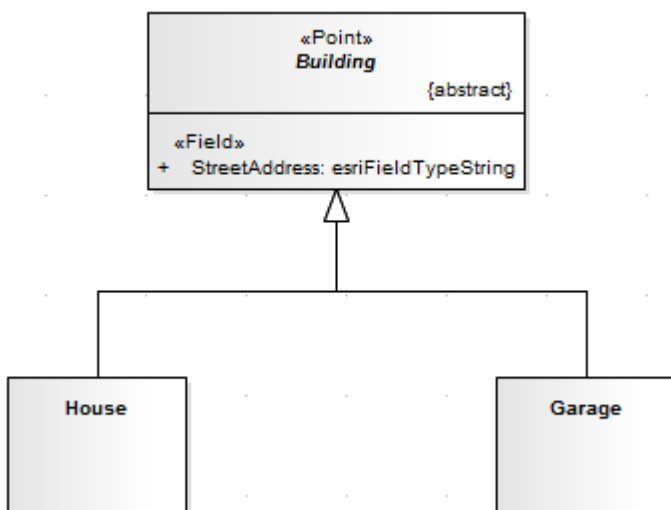 «Point»
Building
{abstract}
«Field»
+ StreetAddress: esriFieldTypeString
House
Garage